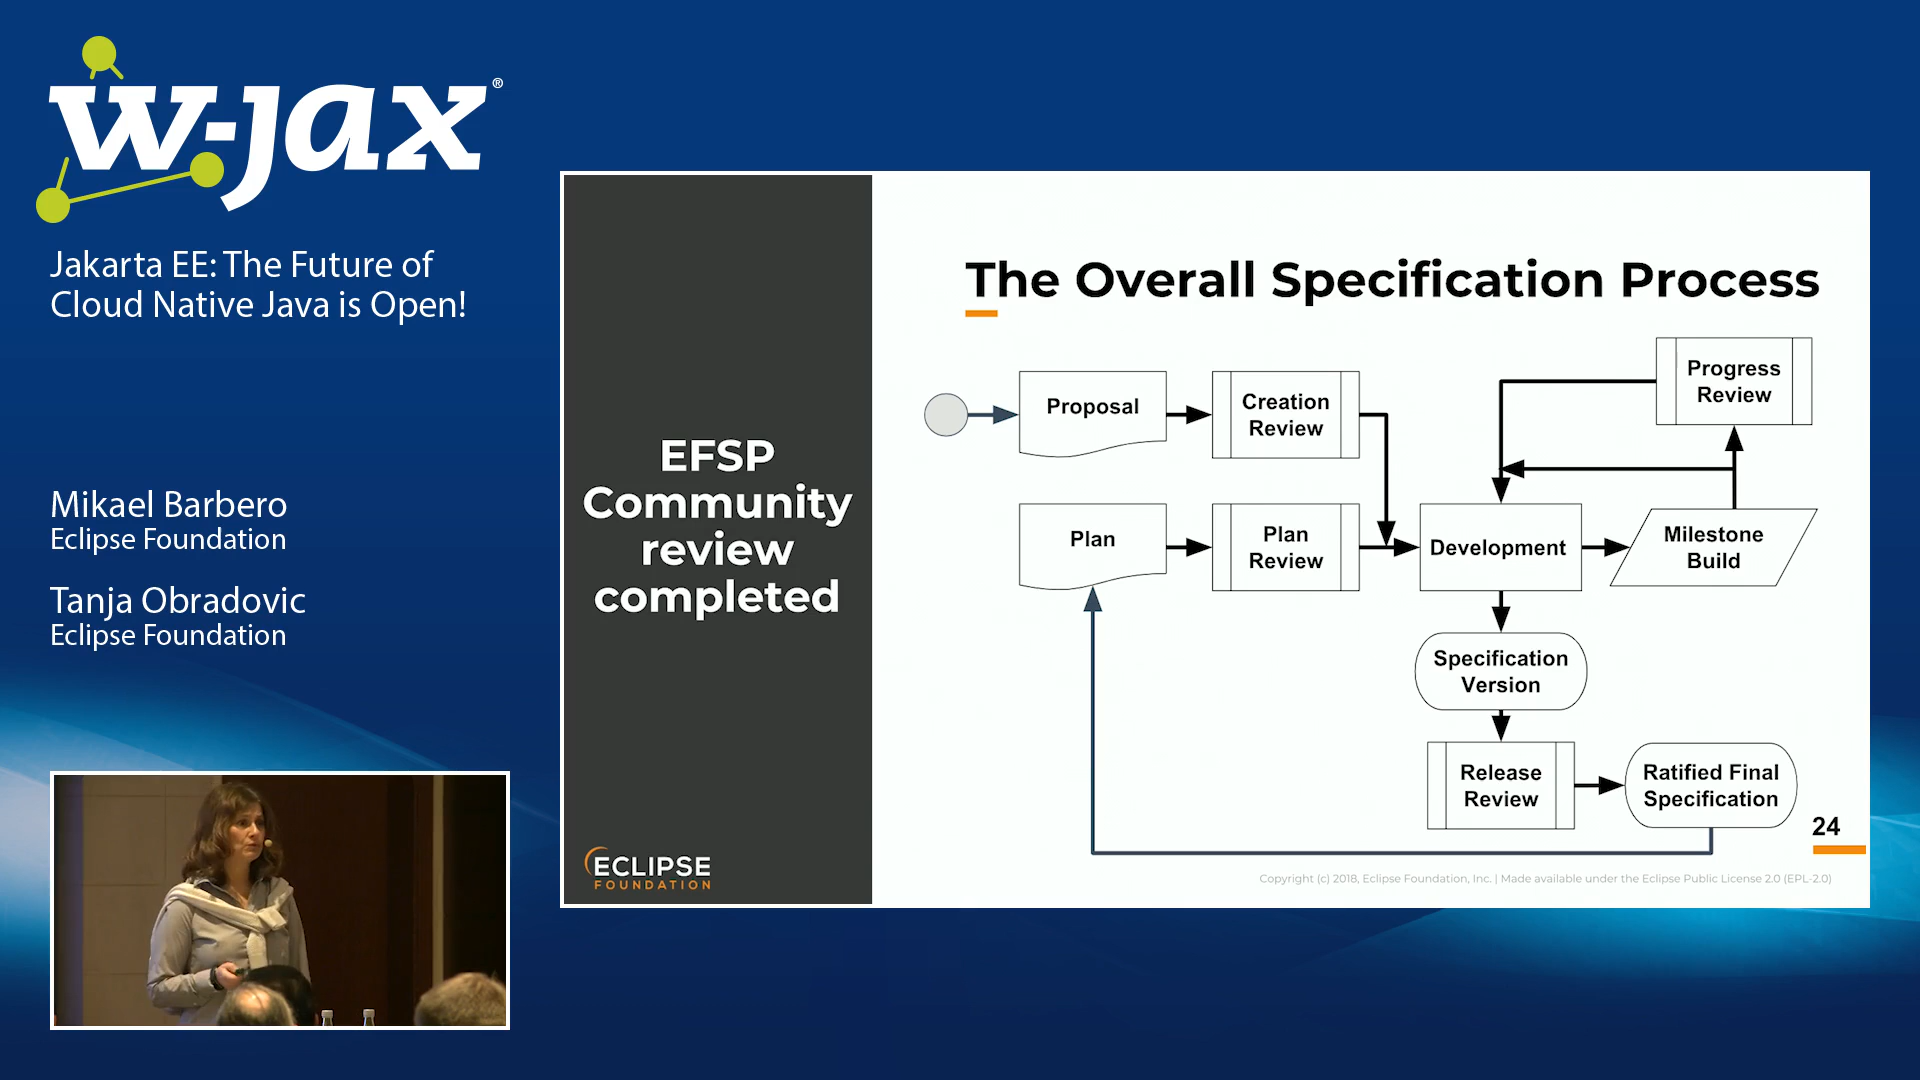 w-jax®
Jakarta EE: The Future of
Cloud Native Java is Open!
Mikael Barbero
Eclipse Foundation
Tanja Obradovic
Eclipse Foundation
EFSP
Community
review
completed
ECLIPSE
FOUNDATION
The Overall Specification Process
Proposal
Creation
Review
Progress
Review
Plan
Plan
Review
Development
Milestone
Build
Specification
Version
Release
Review
Ratified Final
Specification
24
Copyright (c) 2018, Eclipse Foundation, Inc. | Made available under the Eclipse Public License 2.0 (EPL-2.0)